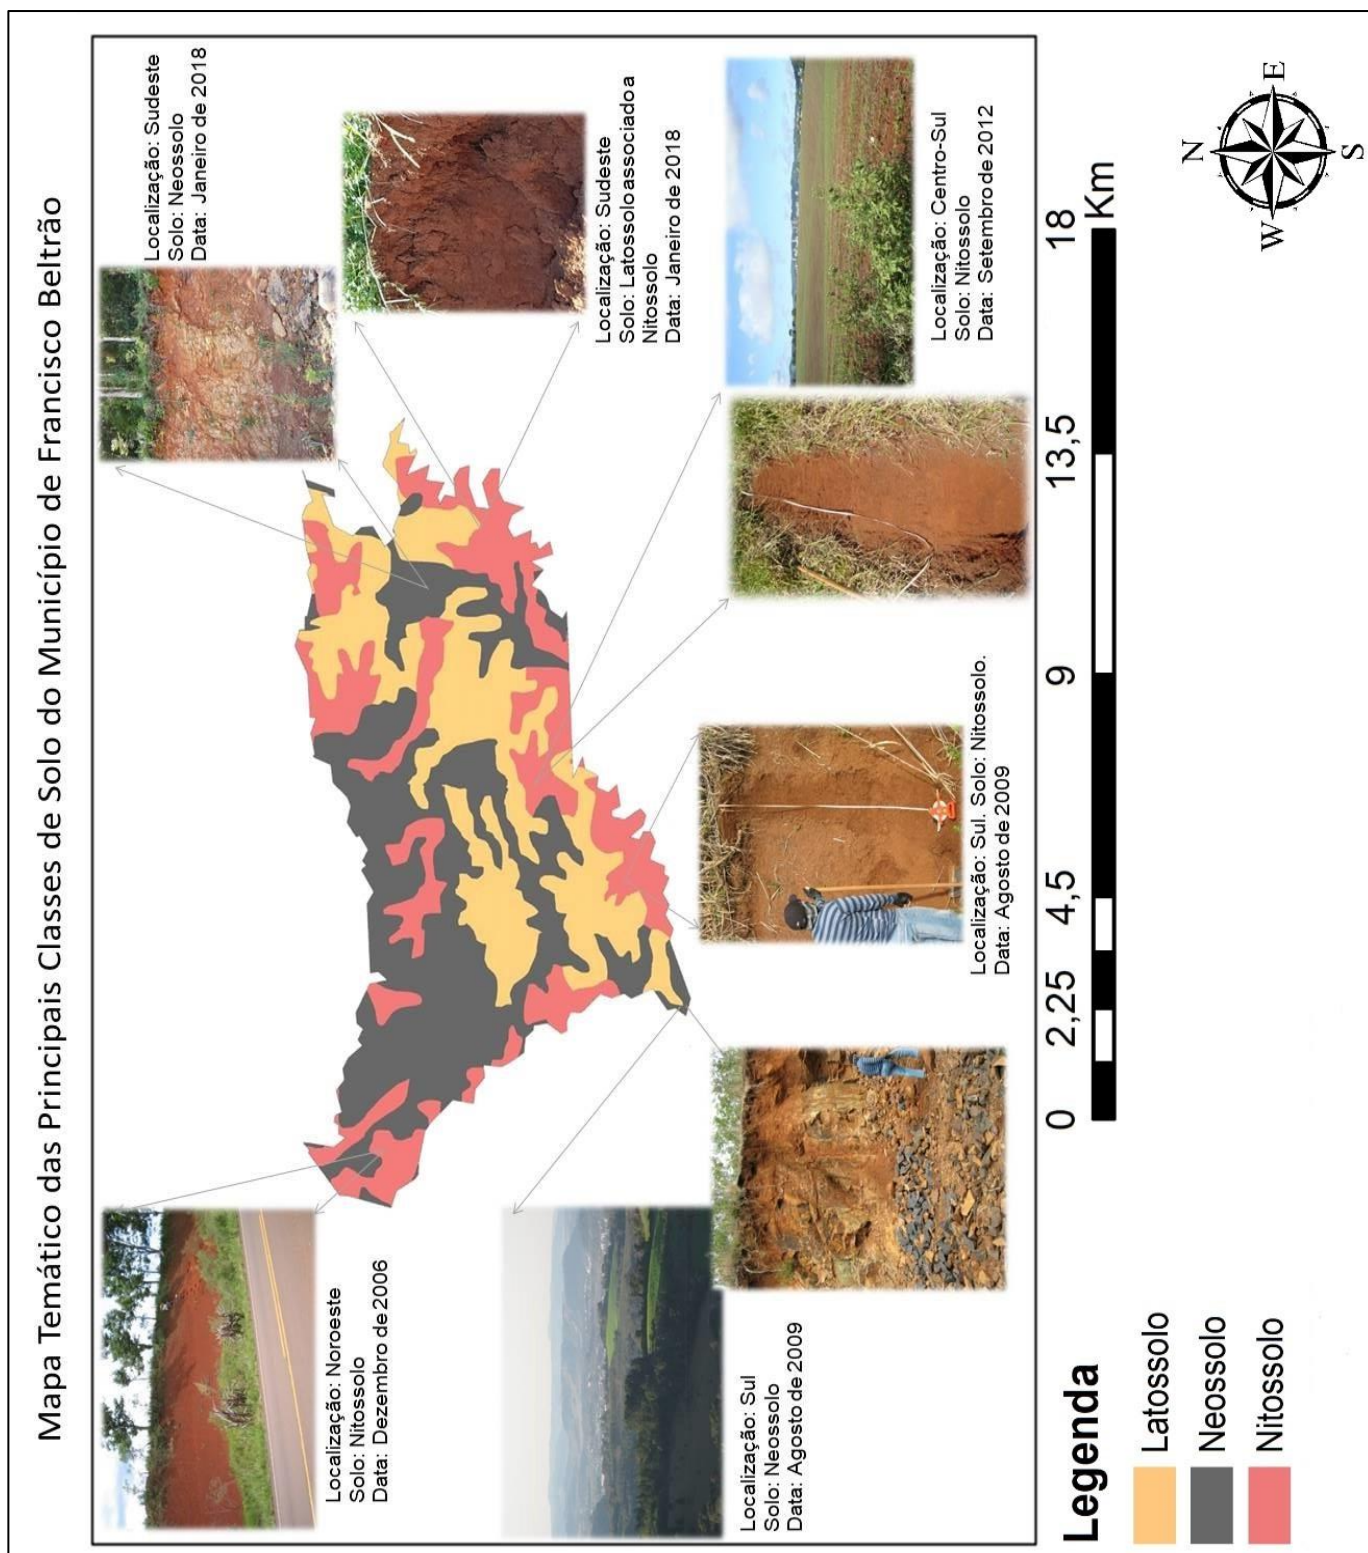 Mapa Temático das Principais Classes de Solo do Município de Francisco Beltrão
Localização: Noroeste
Solo: Nitossolo
Data: Dezembro de 2006
Localização: Sudeste
Solo: Neossolo
Data: Janeiro de 2018
Localização: Sudeste
Solo: Latossolo associado a
Nitossolo
Data: Janeiro de 2018
Localização: Sul
Solo: Neossolo
Data: Agosto de 2009
Localização: Sul. Solo: Nitossolo.
Data: Agosto de 2009
Localização: Centro-Sul
Solo: Nitossolo
Data: Setembro de 2012
Legenda
Latossolo
Neossolo
Nitossolo
0 2,25 4,5 9 13,5 18
Km
N
W E
S